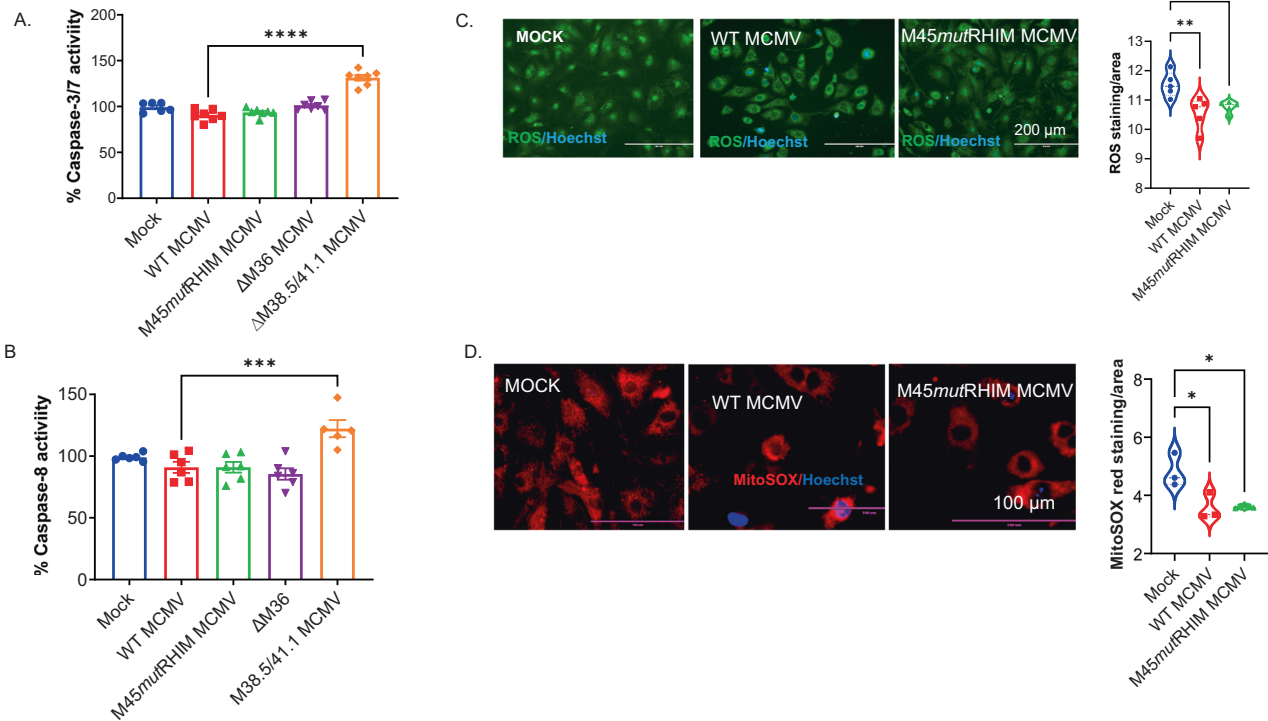 A.
% Caspase-3/7 activiity
200
150
100
50
0
****
Mock
WT MCMV
M45mutRHIM MCMV
ΔM36 MCMV
ΔM38.5/41.1 MCMV
B
% Caspase-8 activiity
150
100
50
0
***
Mock
WT MCMV
M45mutRHIM MCMV
ΔM36
M38.5/41.1 MCMV
C.
MOCK
ROS/Hoechst
WT MCMV
ROS/Hoechst
M45mutRHIM MCMV
200 µm
ROS/Hoechst
ROS staining/area
13
12
11
10
9
8
**
Mock
WT MCMV
M45mutRHIM MCMV
D.
MOCK
WT MCMV
MitoSOX/Hoechst
M45mutRHIM MCMV
100 µm
MitoSOX red staining/area
8
6
4
2
*
*
Mock
WT MCMV
M45mutRHIM MCMV